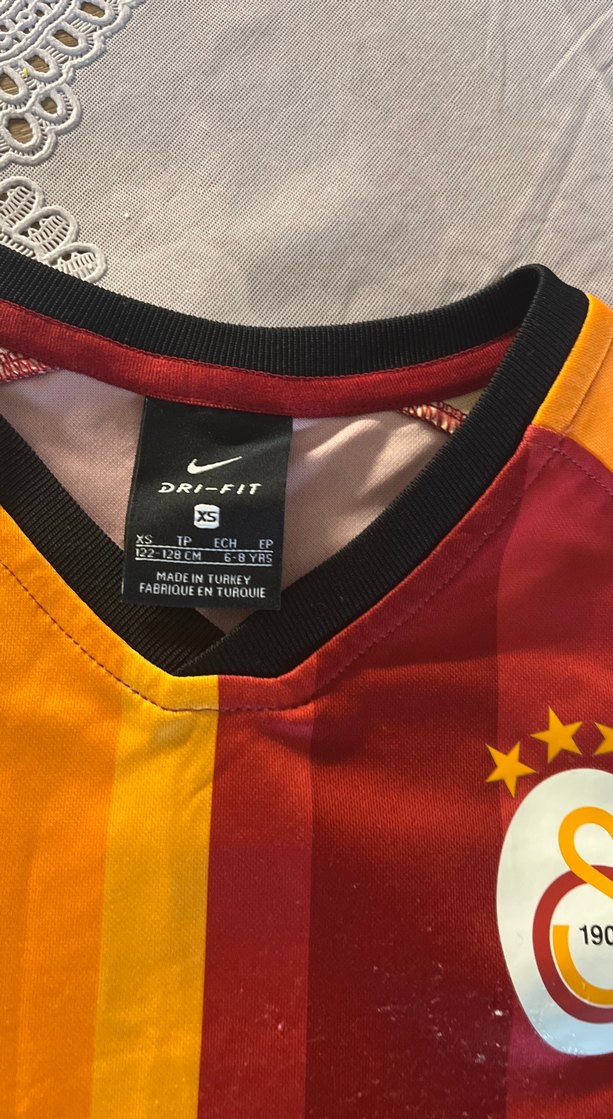 DRI-FIT
XS
XS TP ECH EP
122-128 CM 6-8 YRS
MADE IN TURKEY
FABRIQUE EN TURQUIE
190